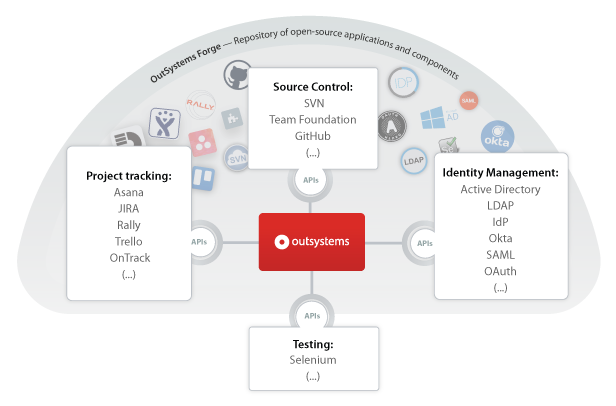 OutSystems Forge — Repository of open-source applications and components
Source Control:
SVN
Team Foundation
GitHub
(...)
APIs
RALLY
SVN
IDP
SAML
AD
okta
LDAP
Project tracking:
Asana
JIRA
Rally
Trello
OnTrack
(...)
APIs
outsystems
APIs
Identity Management:
Active Directory
LDAP
IdP
Okta
SAML
OAuth
(...)
APIs
Testing:
Selenium
(...)